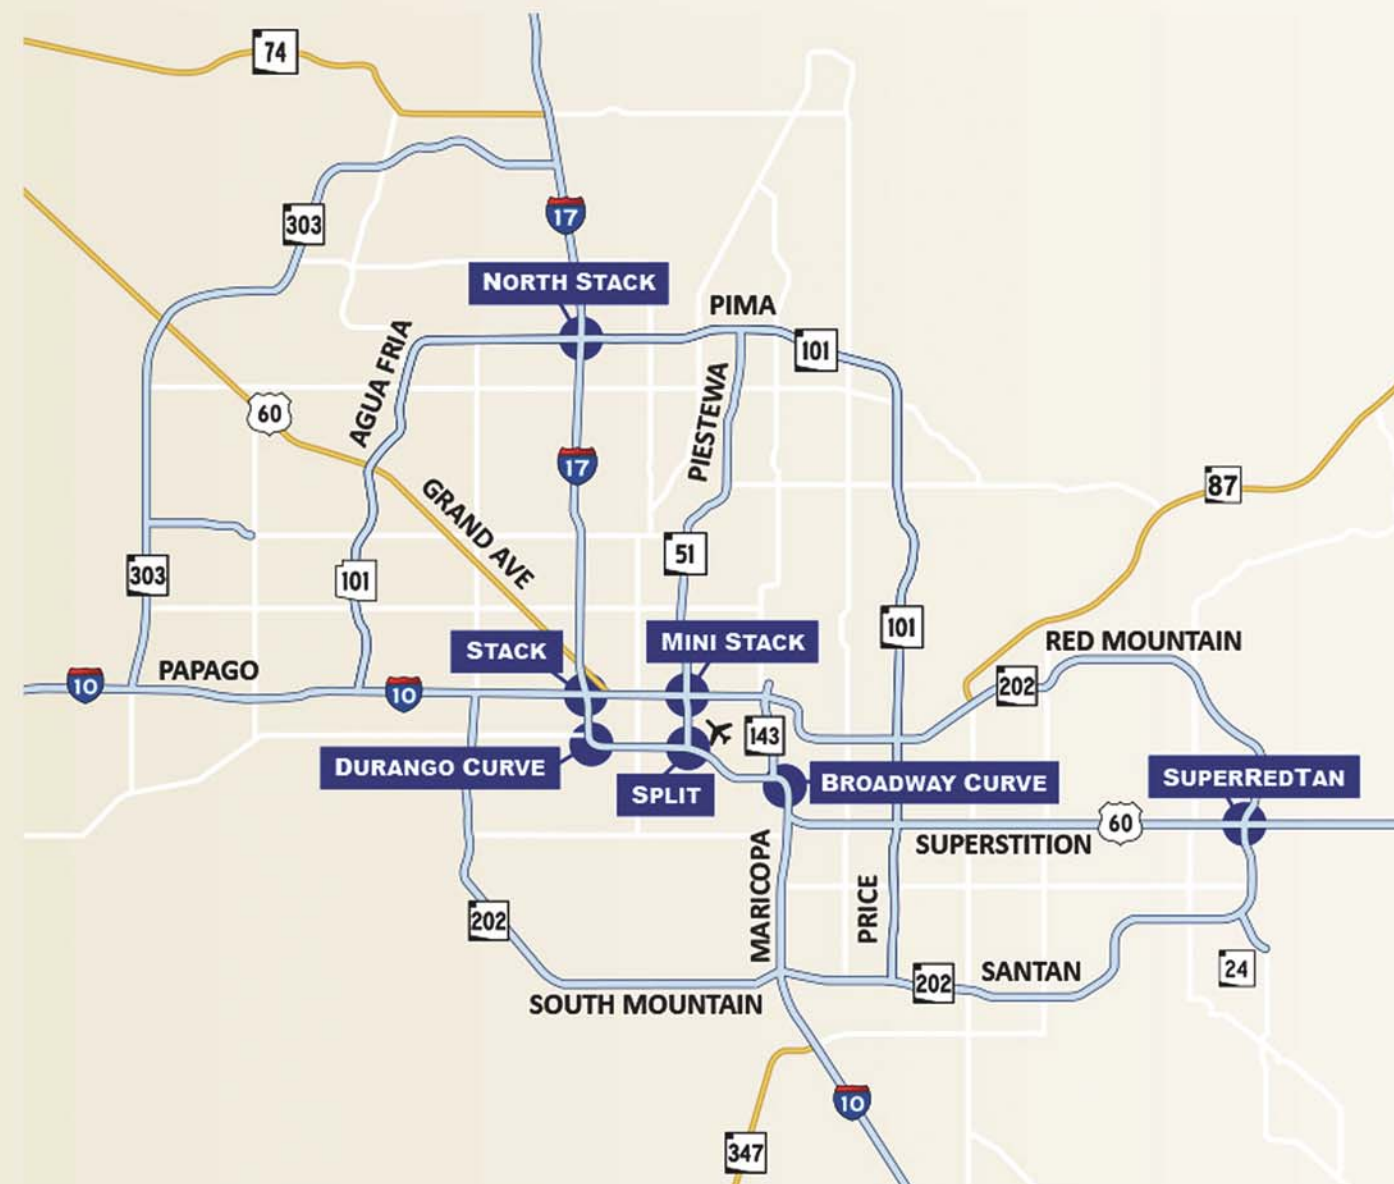 74
303
17
NORTH STACK
PIMA
101
AGUA FRIA
PIESTEWA
60
17
87
GRAND AVE
51
303
101
101
STACK
MINI STACK
RED MOUNTAIN
PAPAGO
10
10
202
143
DURANGO CURVE
SPLIT
BROADWAY CURVE
SUPERREDTAN
60
SUPERSTITION
MARICOPA
PRICE
202
SANTAN
24
202
SOUTH MOUNTAIN
10
347